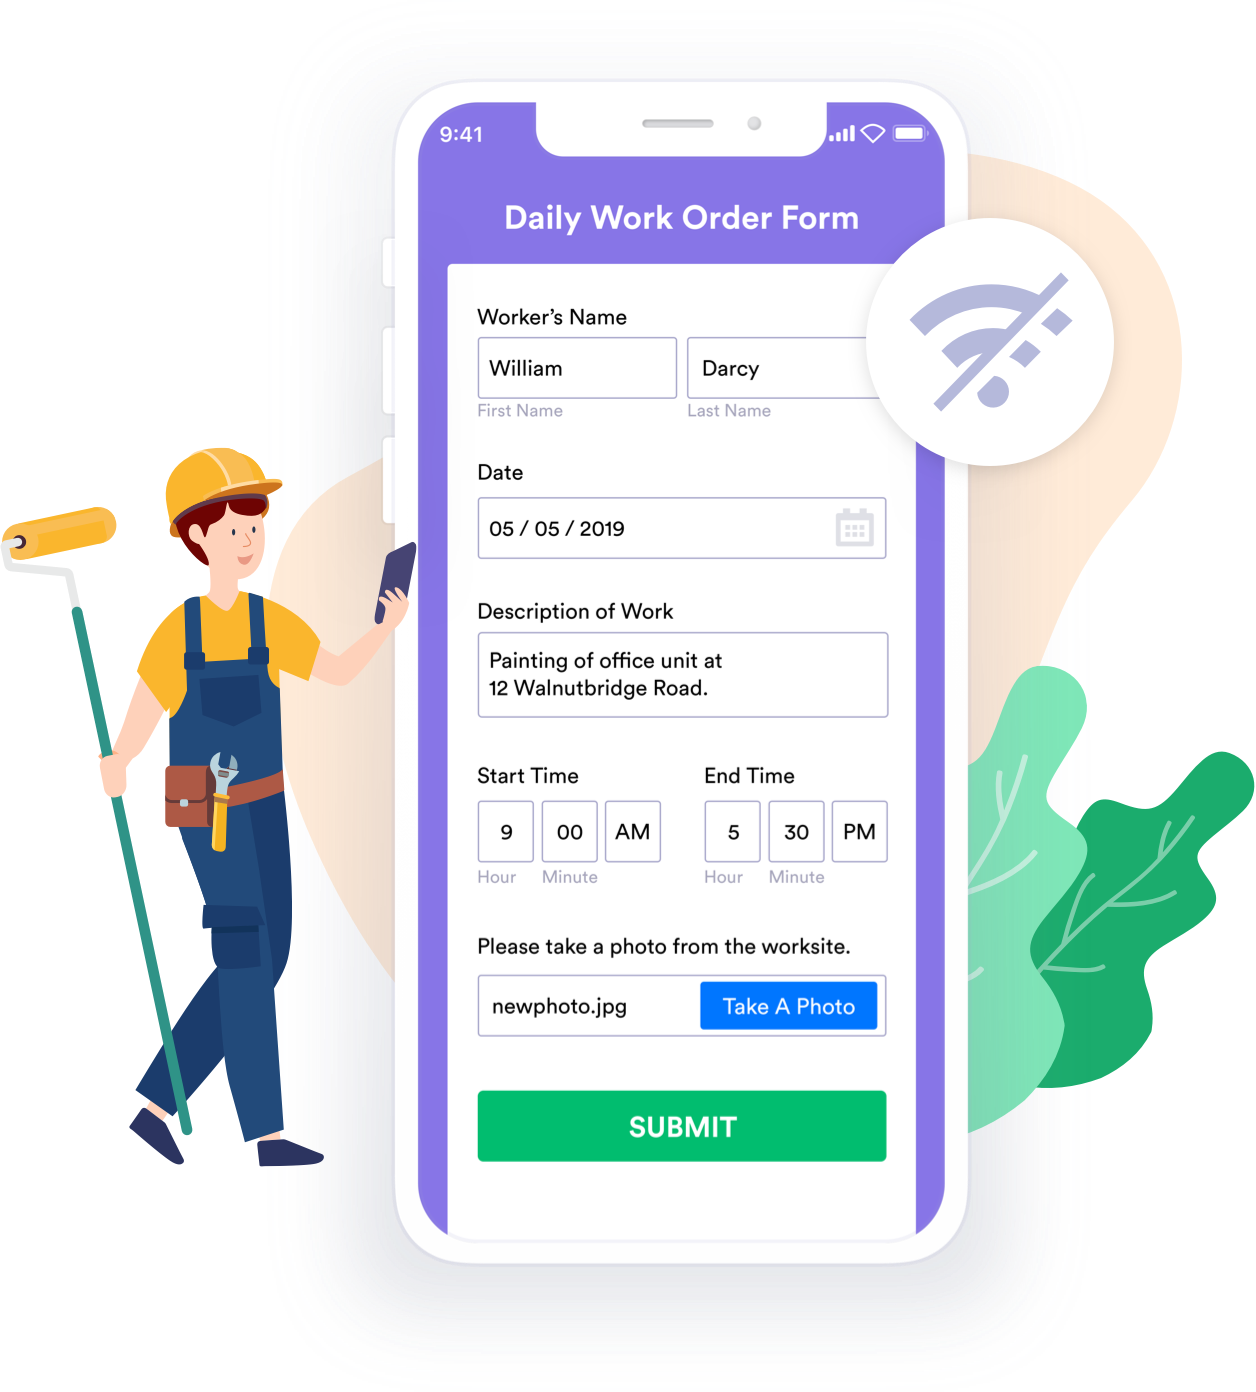 9:41
Daily Work Order Form
Worker's Name
William
Darcy
First Name
Last Name
Date
05 / 05 / 2019
Description of Work
Painting of office unit at
12 Walnutbridge Road.
Start Time
End Time
9
00
AM
5
30
PM
Hour
Minute
Hour
Minute
Please take a photo from the worksite.
newphoto.jpg
Take A Photo
SUBMIT